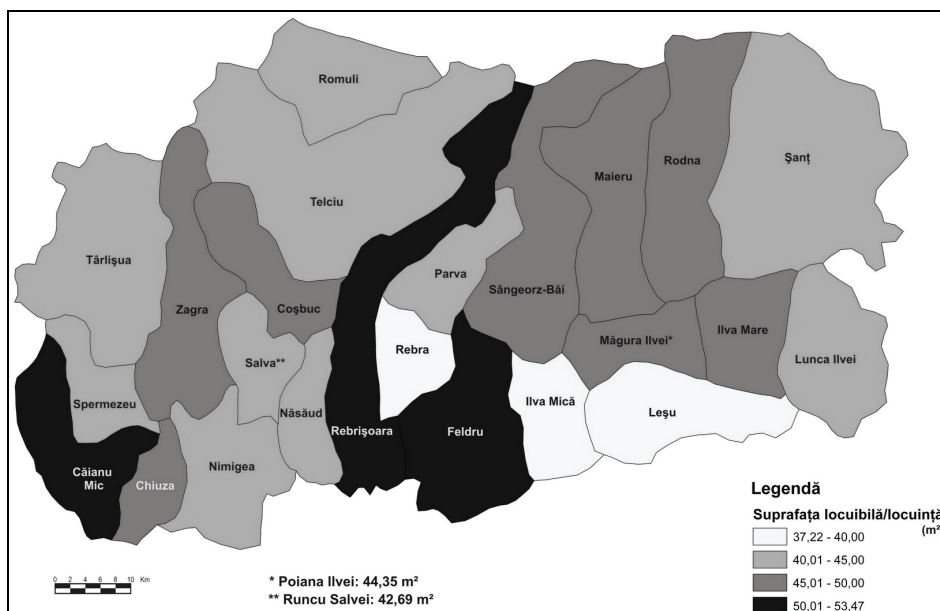 Romuli
Şanţ
Rodna
Maieru
Telciu
Târlişua
Parva
Sângeorz-Băi
Zagra
Coşbuc
Măgura Ilvei*
Ilva Mare
Rebra
Lunca Ilvei
Salva**
Spermezeu
Năsăud
Ilva Mică
Leşu
Rebrişoara
Feldru
Căianu
Mic
Nimigea
Chiuza
Legendă
Suprafaţa locuibilă/locuinţă
(m²
37,22 - 40,00
40,01 - 45,00
45,01 - 50,00
50,01 - 53,47
0 2 4 6 8 10 Km
* Poiana Ilvei: 44,35 m²
** Runcu Salvei: 42,69 m²